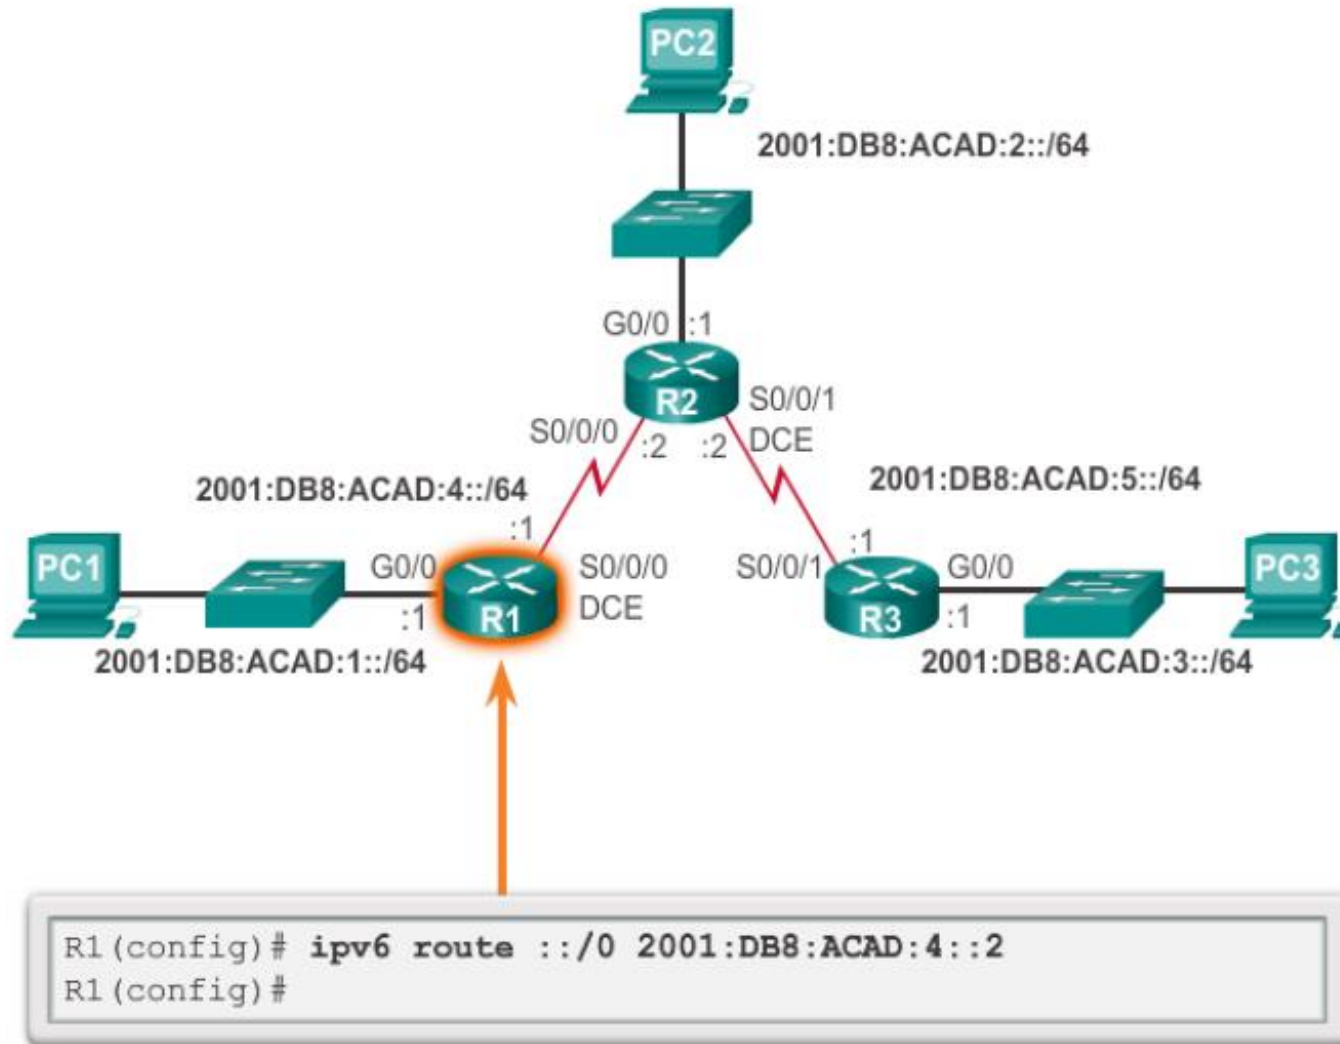 PC2
2001:DB8:ACAD:2::/64
G0/0 :1
R2
S0/0/1
DCE
S0/0/0
:2
:2
2001:DB8:ACAD:4::/64
2001:DB8:ACAD:5::/64
PC1
G0/0
:1
:1
R1
S0/0/0
DCE
2001:DB8:ACAD:1::/64
S0/0/1
:1
R3
G0/0
:1
PC3
2001:DB8:ACAD:3::/64
R1(config)# ipv6 route ::/0 2001:DB8:ACAD:4::2
R1(config)#